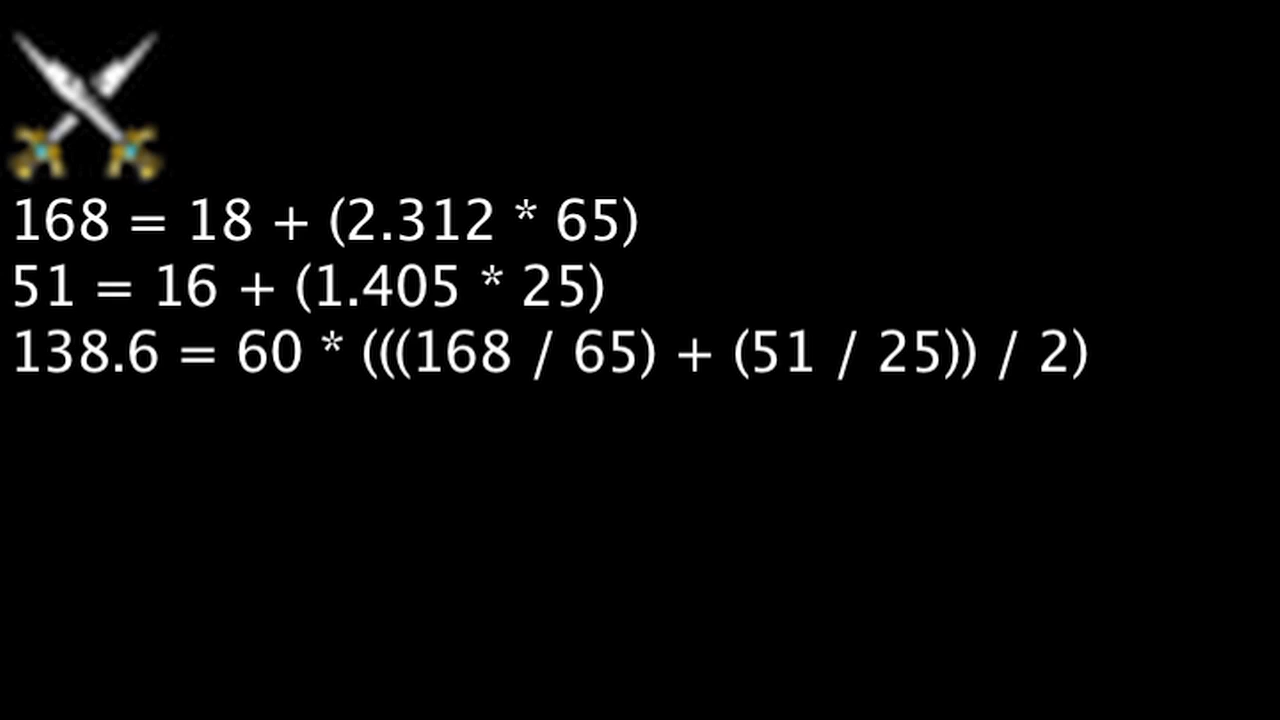 168 = 18 + (2.312 * 65)
51 = 16 + (1.405 * 25)
138.6 = 60 * (((168 / 65) + (51 / 25)) / 2)